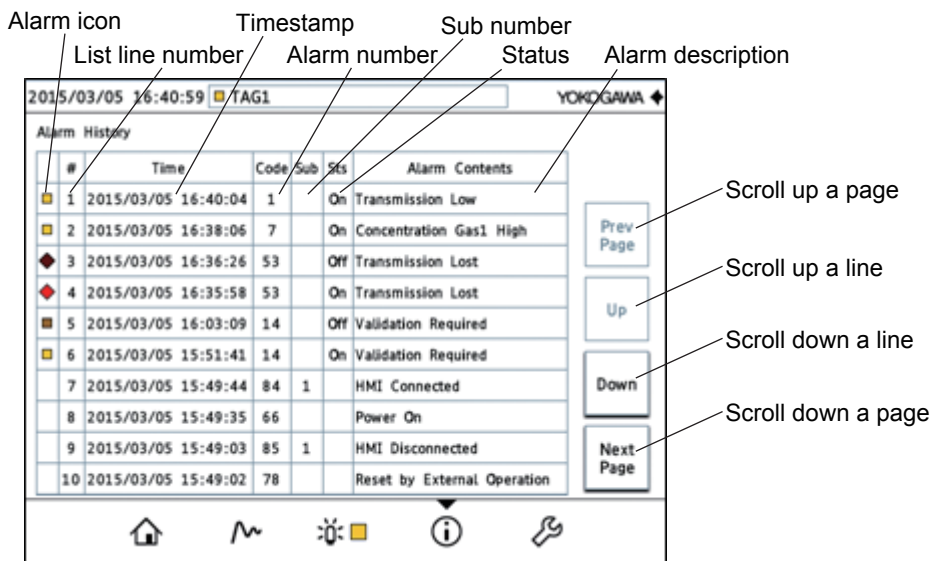 Alarm icon
Timestamp
Sub number
List line number
Alarm number
Status
Alarm description
2015/03/05 16:40:59 TAG1 YOKOGAWA
Alarm History
# Time Code Sub Sts Alarm Contents
1 2015/03/05 16:40:04 1 On Transmission Low
2 2015/03/05 16:38:06 7 On Concentration Gas1 High
3 2015/03/05 16:36:26 53 Off Transmission Lost
4 2015/03/05 16:35:58 53 On Transmission Lost
5 2015/03/05 16:03:09 14 Off Validation Required
6 2015/03/05 15:51:41 14 On Validation Required
7 2015/03/05 15:49:44 84 1 HMI Connected
8 2015/03/05 15:49:35 66 Power On
9 2015/03/05 15:49:03 85 1 HMI Disconnected
10 2015/03/05 15:49:02 78 Reset by External Operation
Prev
Page
Up
Down
Next
Page
Scroll up a page
Scroll up a line
Scroll down a line
Scroll down a page